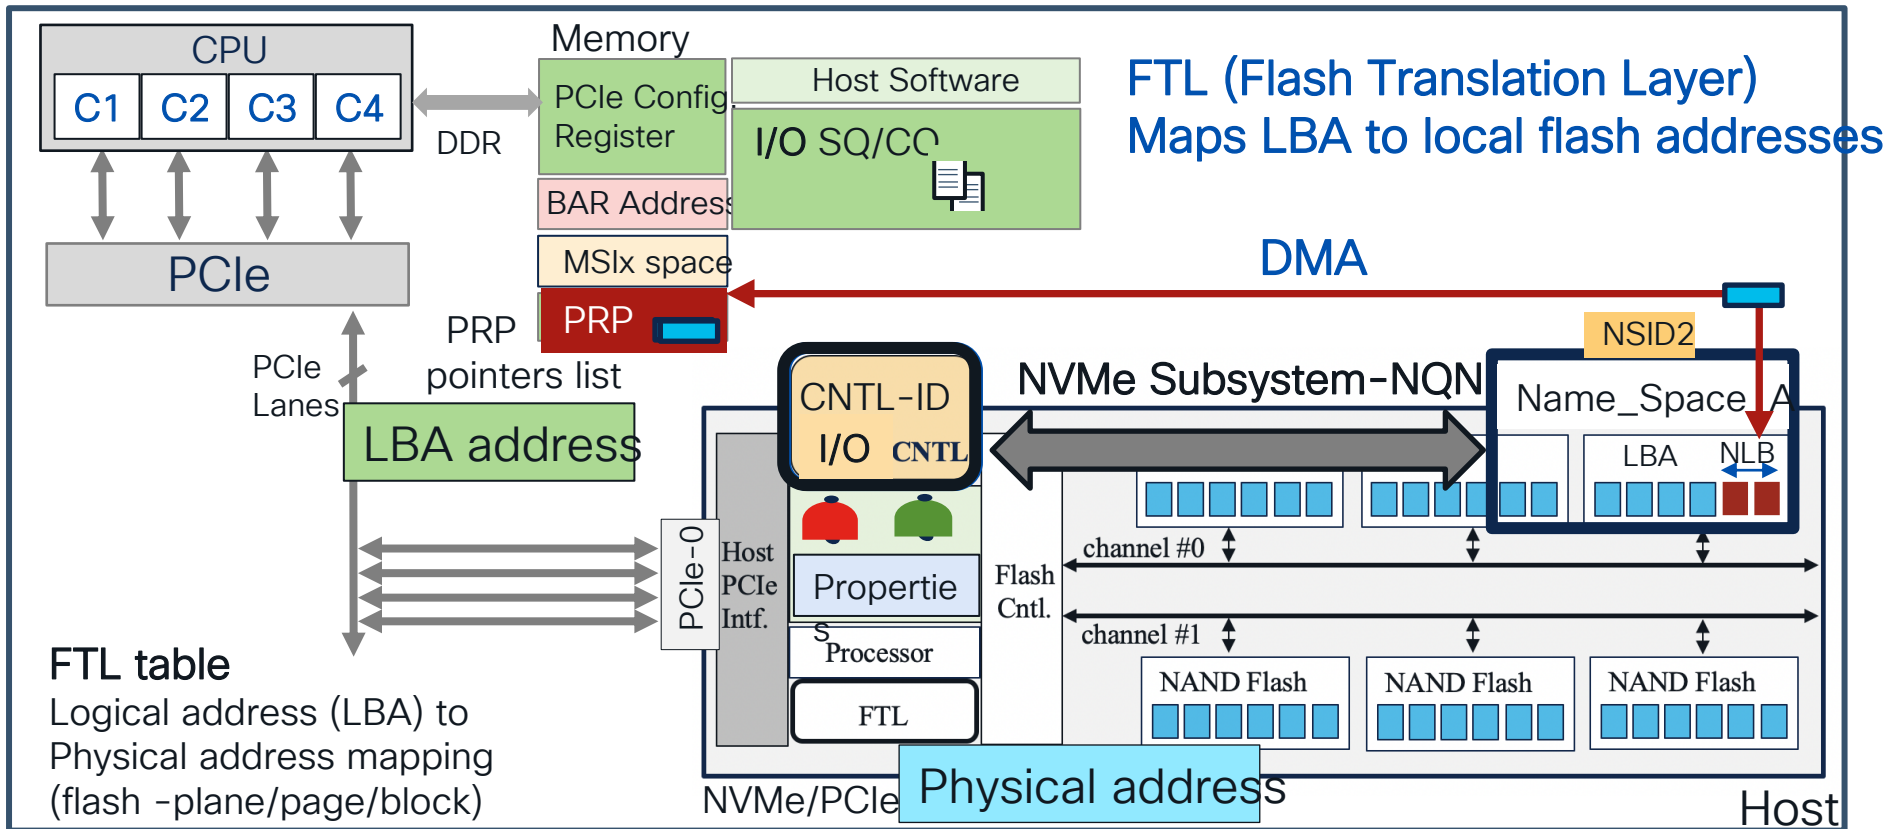 CPU
C1 C2 C3 C4
DDR
PCIe
PCIe
Lanes
Memory
PCIe Config
Register
Host Software
I/O SQ/CQ
BAR Address
MSIx space
PRP
PRP
pointers list
LBA address
FTL (Flash Translation Layer)
Maps LBA to local flash addresses
DMA
NSID2
NVMe Subsystem-NQN
Name_Space_A
LBA
NLB
CNTL-ID
I/O CNTL
PCIe-0
Host
PCIe
Intf.
Propertie
s
Processor
FTL
Flash
Cntl.
channel #0
channel #1
NAND Flash
NAND Flash
NAND Flash
FTL table
Logical address (LBA) to
Physical address mapping
(flash -plane/page/block)
NVMe/PCIe
Physical address
Host